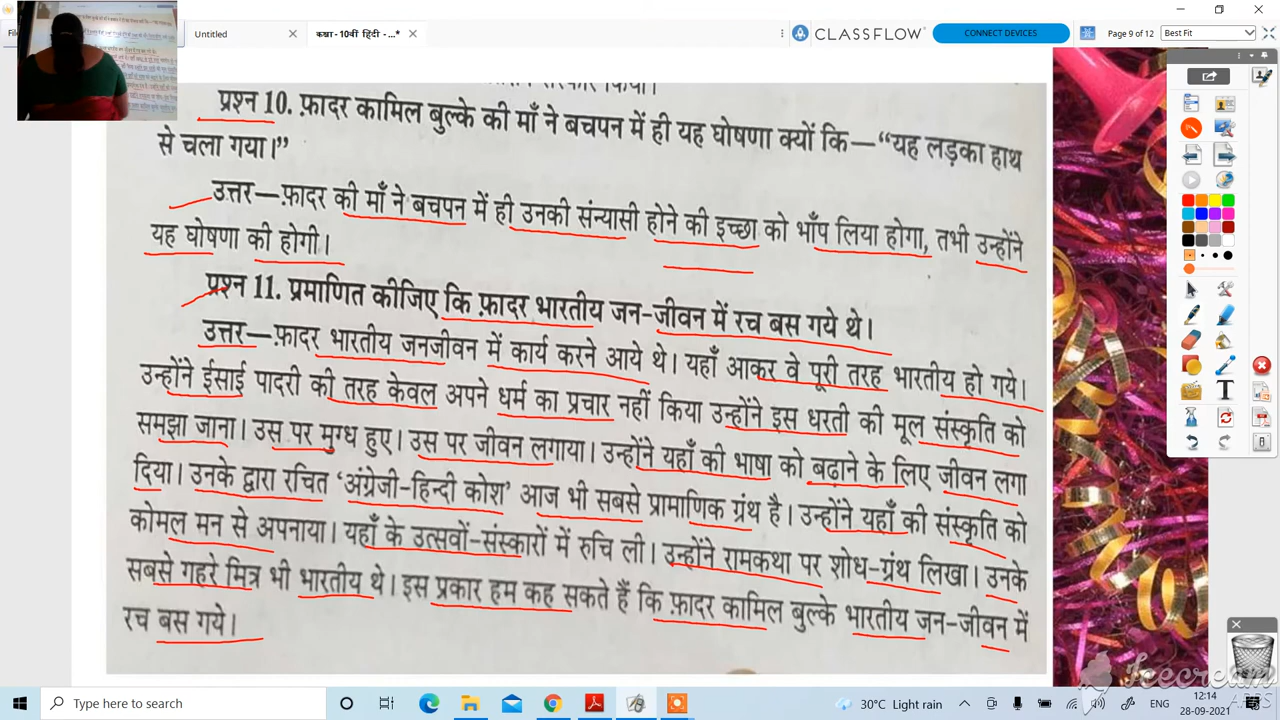 Untitled
कक्षा - 10वीं हिंदी - ...*
CLASSFLOW
CONNECT DEVICES
Page 9 of 12
Best Fit
प्रश्न 10. फ़ादर कामिल बुल्के की माँ ने बचपन में ही यह घोषणा क्यों कि—“यह लड़का हाथ
से चला गया।”
उत्तर—फ़ादर की माँ ने बचपन में ही उनकी संन्यासी होने की इच्छा को भाँप लिया होगा, तभी उन्होंने
यह घोषणा की होगी।
प्रश्न 11. प्रमाणित कीजिए कि फ़ादर भारतीय जन-जीवन में रच बस गये थे।
उत्तर—फ़ादर भारतीय जनजीवन में कार्य करने आये थे। यहाँ आकर वे पूरी तरह भारतीय हो गये।
उन्होंने ईसाई पादरी की तरह केवल अपने धर्म का प्रचार नहीं किया उन्होंने इस धरती की मूल संस्कृति को
समझा जाना। उस पर मुग्ध हुए। उस पर जीवन लगाया। उन्होंने यहाँ की भाषा को बढ़ाने के लिए जीवन लगा
दिया। उनके द्वारा रचित ‘अंग्रेजी-हिन्दी कोश’ आज भी सबसे प्रामाणिक ग्रंथ है। उन्होंने यहाँ की संस्कृति को
कोमल मन से अपनाया। यहाँ के उत्सवों-संस्कारों में रुचि ली। उन्होंने रामकथा पर शोध-ग्रंथ लिखा। उनके
सबसे गहरे मित्र भी भारतीय थे। इस प्रकार हम कह सकते हैं कि फ़ादर कामिल बुल्के भारतीय जन-जीवन में
रच बस गये।
Icecream
APPS
Type here to search
30°C Light rain
ENG
12:14
28-09-2021